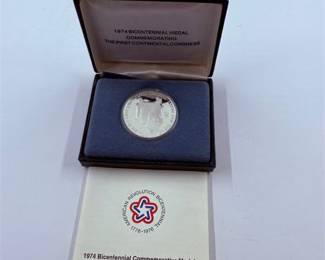 1974 BICENTENNIAL MEDAL
COMMEMORATING
THE FIRST CONTINENTAL CONGRESS
AMERICAN REVOLUTION BICENTENNIAL
1776-1976
1974 Bicentennial Commemorative Medal